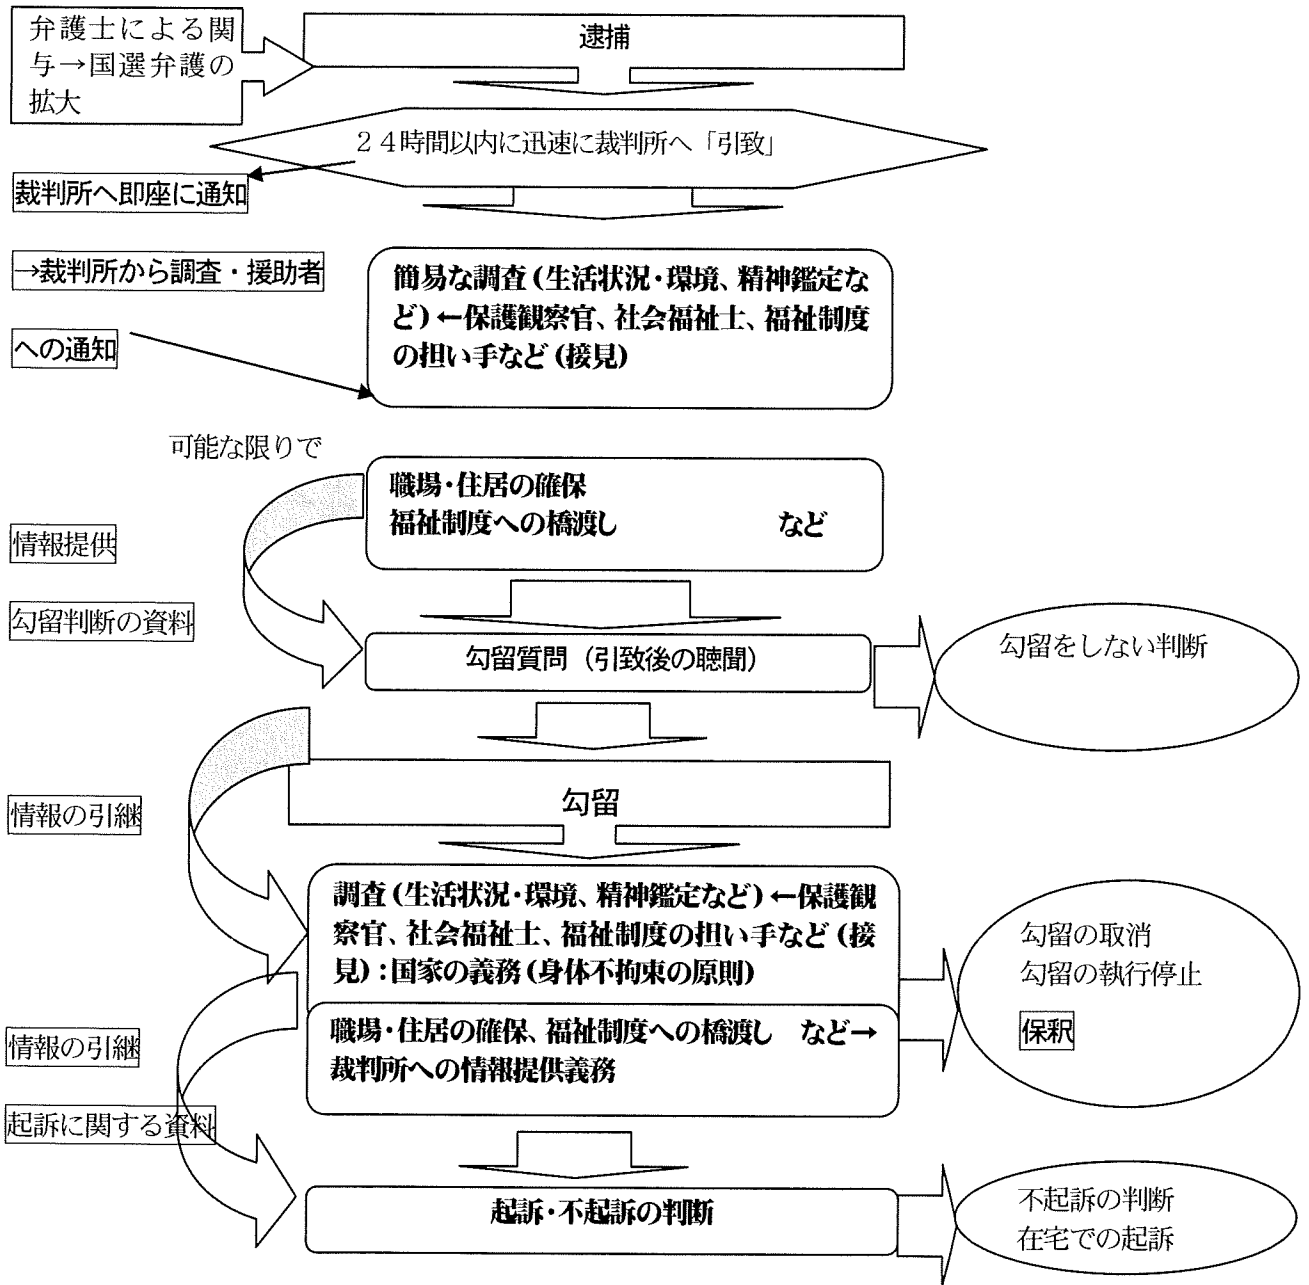 弁護士による関
与→国選弁護の
拡大
逮捕
２４時間以内に迅速に裁判所へ「引致」
裁判所へ即座に通知
→裁判所から調査・援助者
への通知
簡易な調査（生活状況・環境、精神鑑定な
ど）←保護観察官、社会福祉士、福祉制度
の担い手など（接見）
可能な限りで
職場・住居の確保
福祉制度への橋渡し　　　　　　など
情報提供
勾留判断の資料
勾留質問（引致後の聴聞）
勾留をしない判断
勾留
情報の引継
調査（生活状況・環境、精神鑑定など）←保護観
察官、社会福祉士、福祉制度の担い手など（接
見）：国家の義務（身体不拘束の原則）
職場・住居の確保、福祉制度への橋渡し　など→
裁判所への情報提供義務
勾留の取消
勾留の執行停止
保釈
情報の引継
起訴に関する資料
起訴・不起訴の判断
不起訴の判断
在宅での起訴